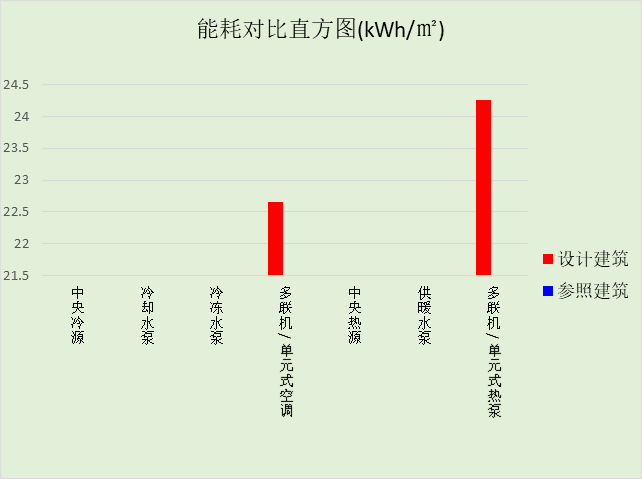 能耗对比直方图(kWh/㎡)
24.5
24
23.5
23
22.5
22
21.5
中央冷源
冷却水泵
冷冻水泵
多联机/单元式空调
中央热源
供暖水泵
多联机/单元式热泵
设计建筑
参照建筑